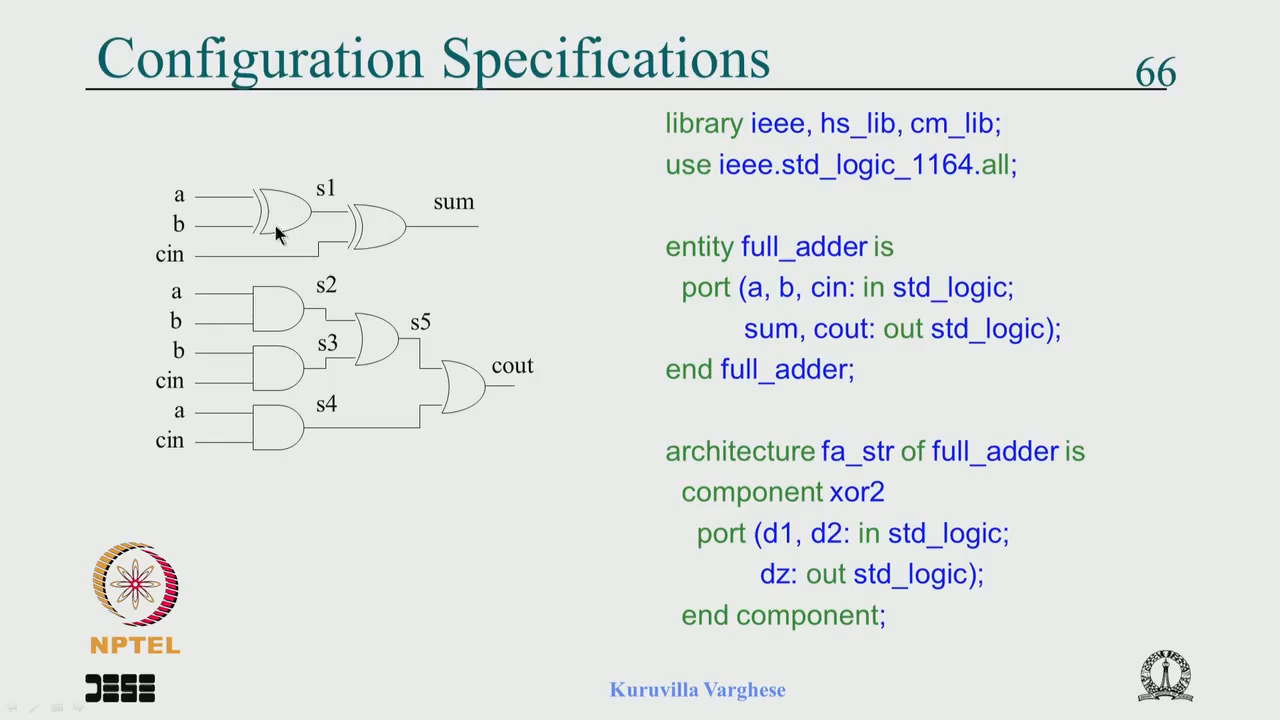 Configuration Specifications
66
a
b
cin
s1
sum
a
b
b
cin
a
cin
s2
s3
s4
s5
cout
library ieee, hs_lib, cm_lib;
use ieee.std_logic_1164.all;
entity full_adder is
port (a, b, cin: in std_logic;
sum, cout: out std_logic);
end full_adder;
architecture fa_str of full_adder is
component xor2
port (d1, d2: in std_logic;
dz: out std_logic);
end component;
NPTEL
DESE
Kuruvilla Varghese